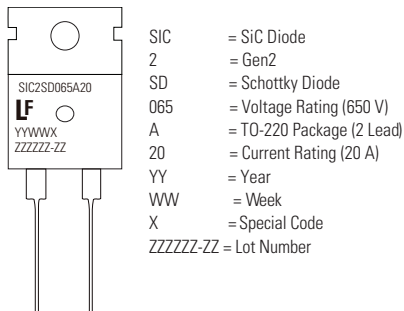 SIC2SD065A20
LF
YYWWX
ZZZZZZ-ZZ
SIC = SiC Diode
2 = Gen2
SD = Schottky Diode
065 = Voltage Rating (650 V)
A = TO-220 Package (2 Lead)
20 = Current Rating (20 A)
YY = Year
WW = Week
X = Special Code
ZZZZZZ-ZZ = Lot Number